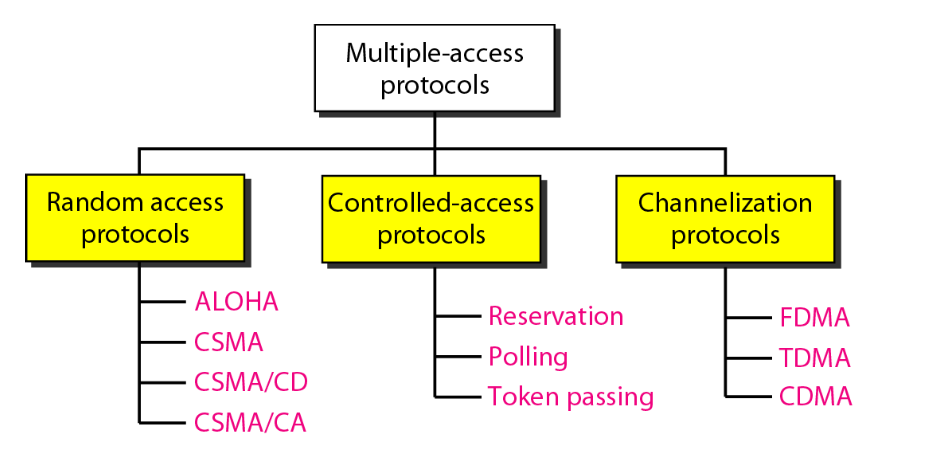 Multiple-access
protocols
Random access
protocols
Controlled-access
protocols
Channelization
protocols
ALOHA
CSMA
CSMA/CD
CSMA/CA
Reservation
Polling
Token passing
FDMA
TDMA
CDMA